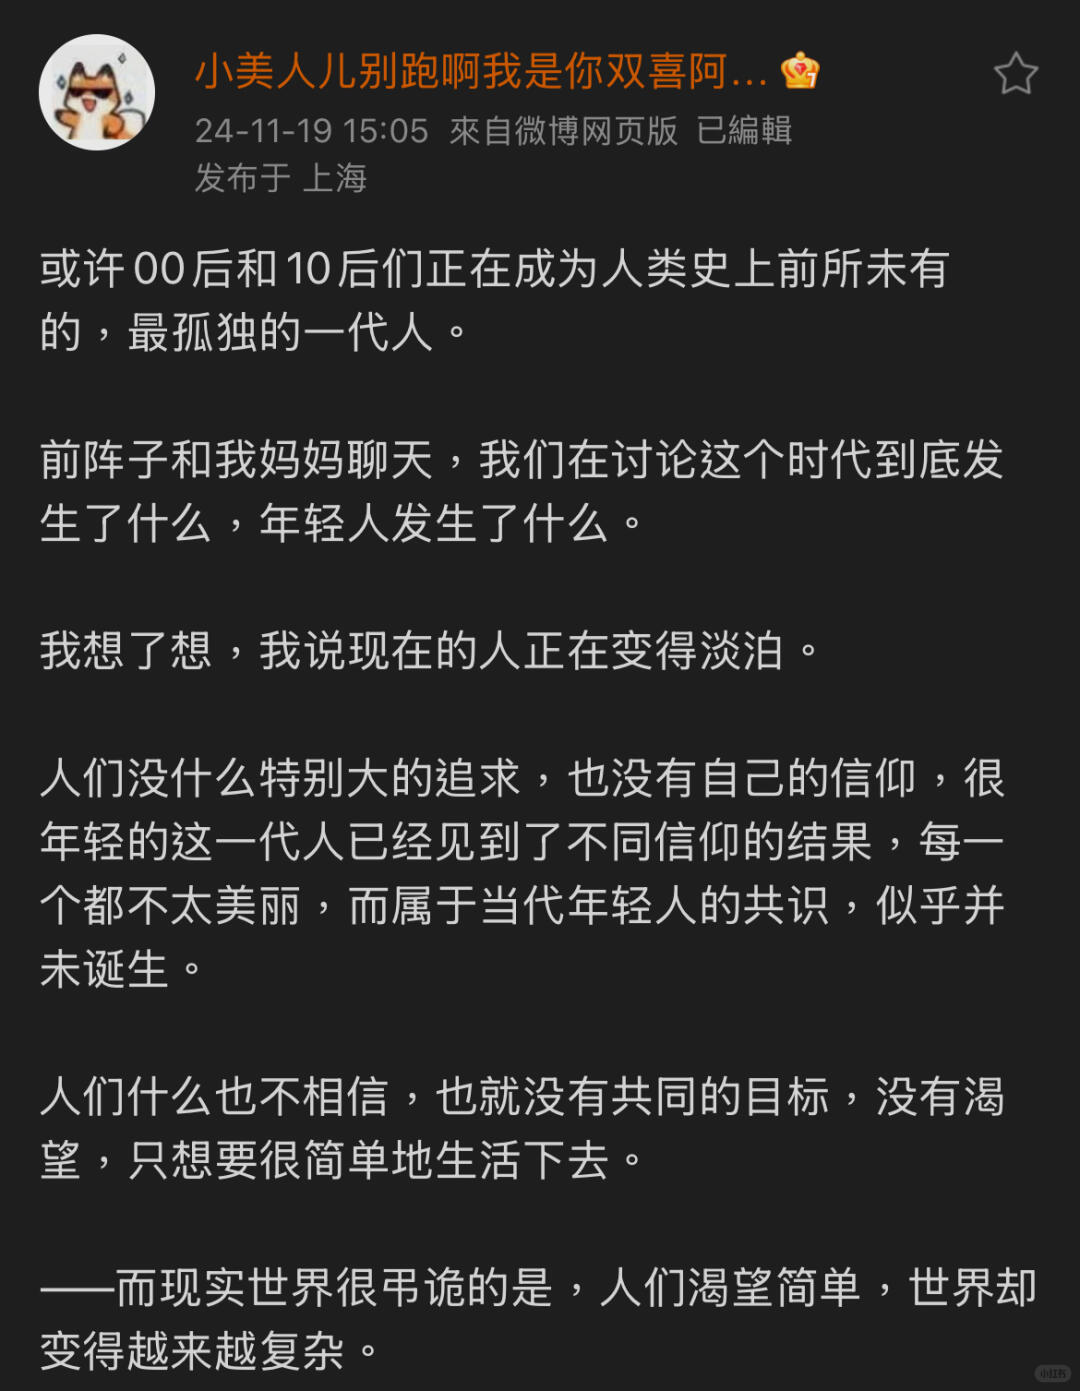 小美人儿别跑啊我是你双喜阿...
24-11-19 15:05 來自微博网页版 已編輯
发布于 上海
或许00后和10后们正在成为人类史上前所未有
的，最孤独的一代人。
前阵子和我妈妈聊天，我们在讨论这个时代到底发
生了什么，年轻人发生了什么。
我想了想，我说现在的人正在变得淡泊。
人们没什么特别大的追求，也没有自己的信仰，很
年轻的这一代人已经见到了不同信仰的结果，每一
个都不太美丽，而属于当代年轻人的共识，似乎并
未诞生。
人们什么也不相信，也就没有共同的目标，没有渴
望，只想要很简单地生活下去。
——而现实世界很弔诡的是，人们渴望简单，世界却
变得越来越复杂。
小红书